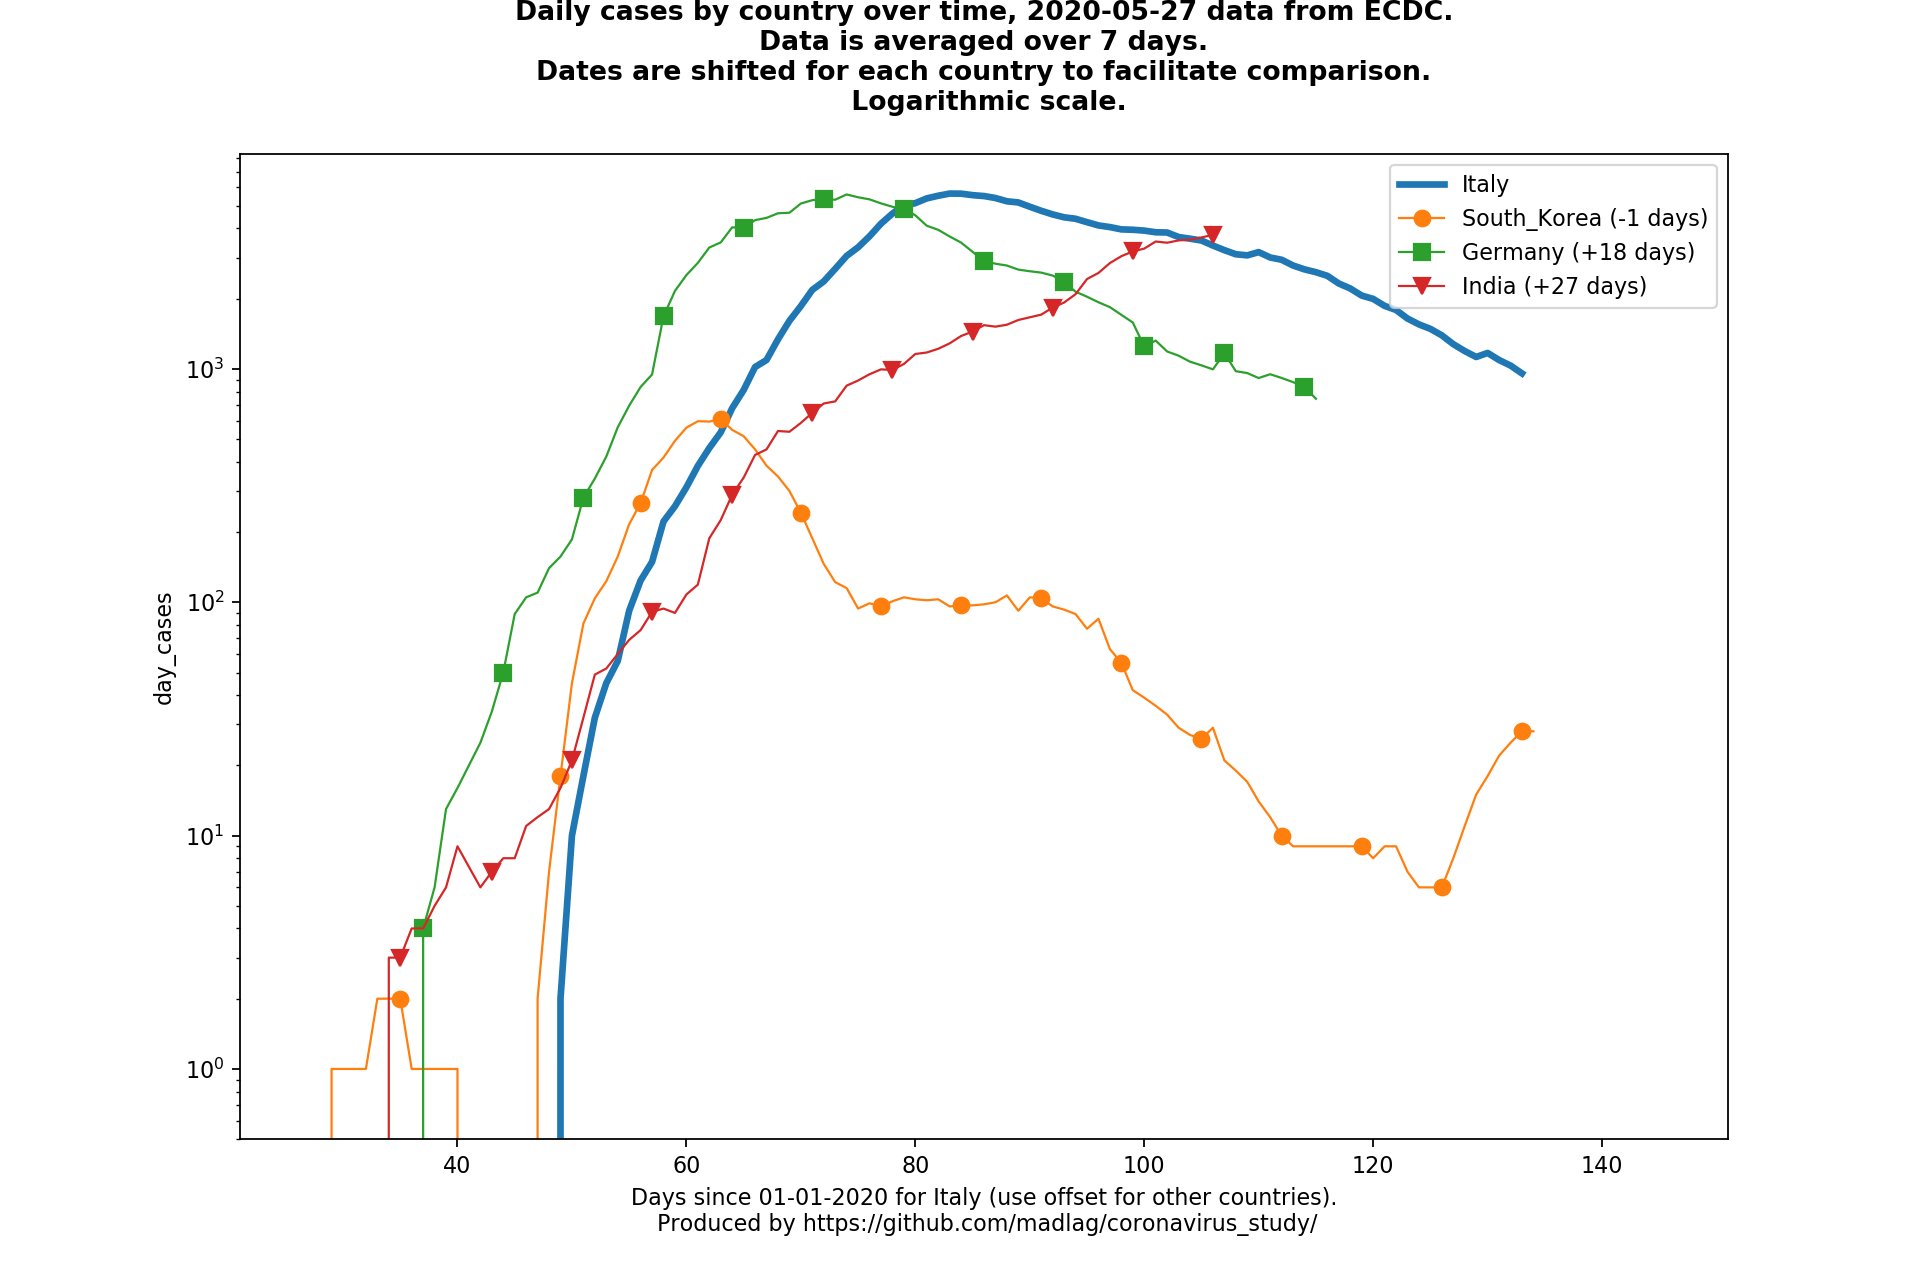 Daily cases by country over time, 2020-05-27 data from ECDC.
Data is averaged over 7 days.
Dates are shifted for each country to facilitate comparison.
Logarithmic scale.
Italy
South_Korea (-1 days)
Germany (+18 days)
India (+27 days)
day_cases
10³
10²
10¹
10⁰
40
60
80
100
120
140
Days since 01-01-2020 for Italy (use offset for other countries).
Produced by https://github.com/madlag/coronavirus_study/